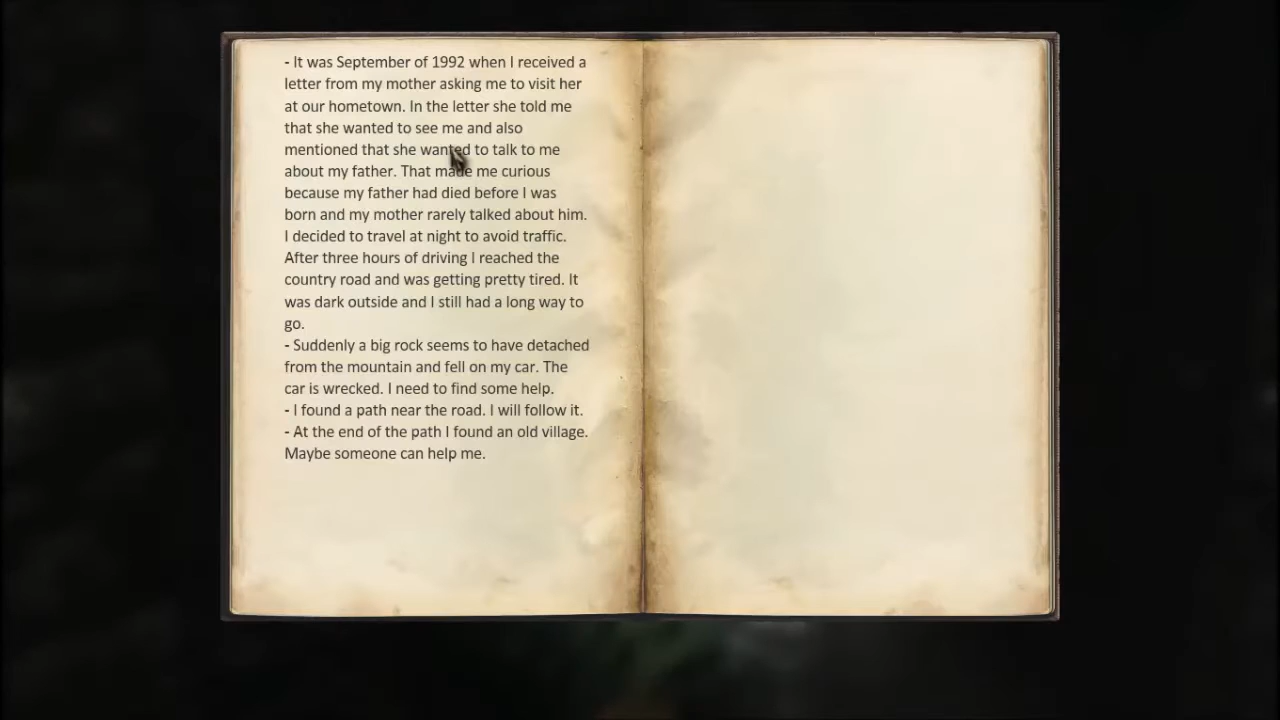 - It was September of 1992 when I received a
letter from my mother asking me to visit her
at our hometown. In the letter she told me
that she wanted to see me and also
mentioned that she wanted to talk to me
about my father. That made me curious
because my father had died before I was
born and my mother rarely talked about him.
I decided to travel at night to avoid traffic.
After three hours of driving I reached the
country road and was getting pretty tired. It
was dark outside and I still had a long way to
go.
- Suddenly a big rock seems to have detached
from the mountain and fell on my car. The
car is wrecked. I need to find some help.
- I found a path near the road. I will follow it.
- At the end of the path I found an old village.
Maybe someone can help me.